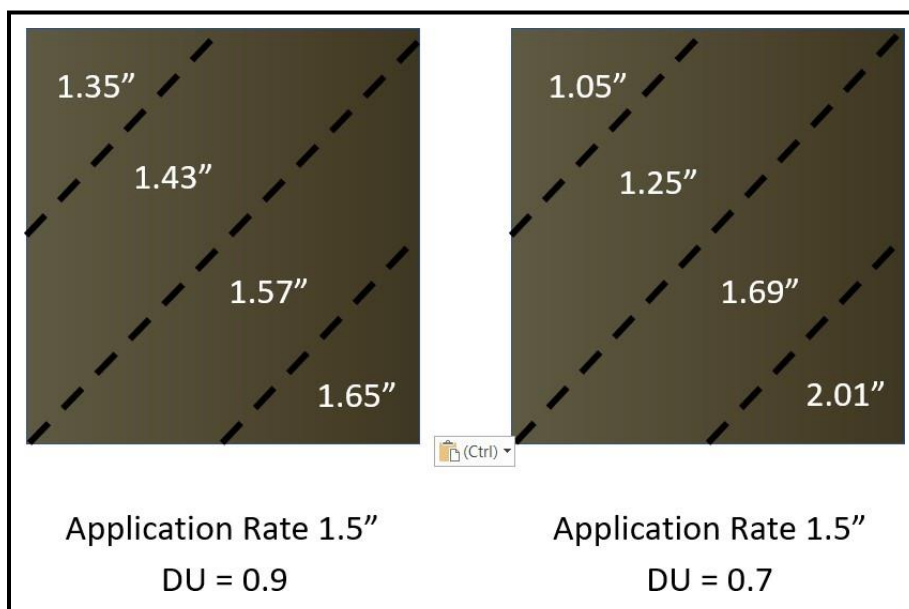 1.35”
1.43”
1.57”
1.65”
Application Rate 1.5”
DU = 0.9
1.05”
1.25”
1.69”
2.01”
(Ctrl)
Application Rate 1.5”
DU = 0.7